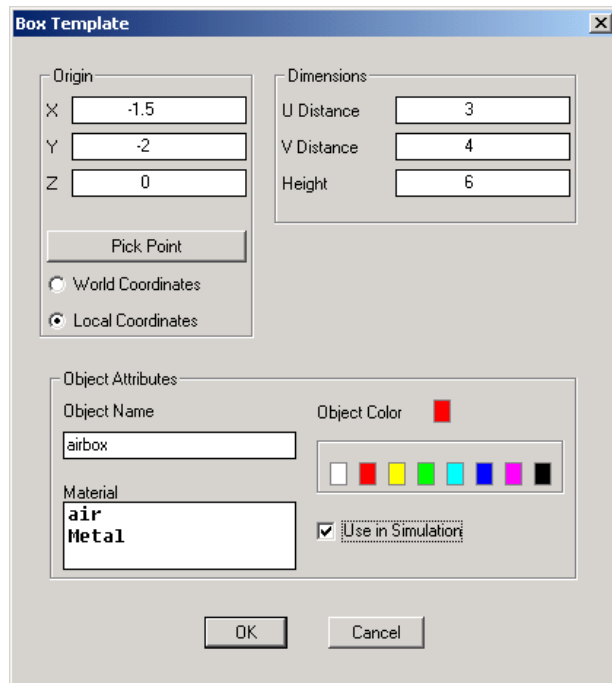 Box Template
Origin
X -1.5
Y -2
Z 0
Pick Point
World Coordinates
Local Coordinates
Dimensions
U Distance 3
V Distance 4
Height 6
Object Attributes
Object Name
airbox
Material
air
Metal
Object Color
Use in Simulation
OK Cancel